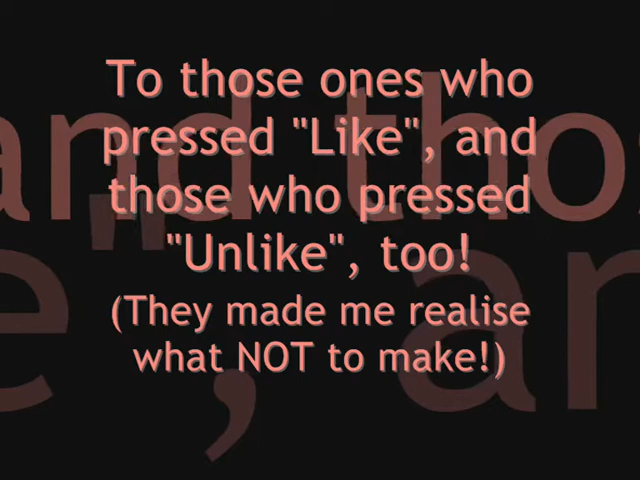 To those ones who
pressed "Like", and
those who pressed
"Unlike", too!
(They made me realise
what NOT to make!)